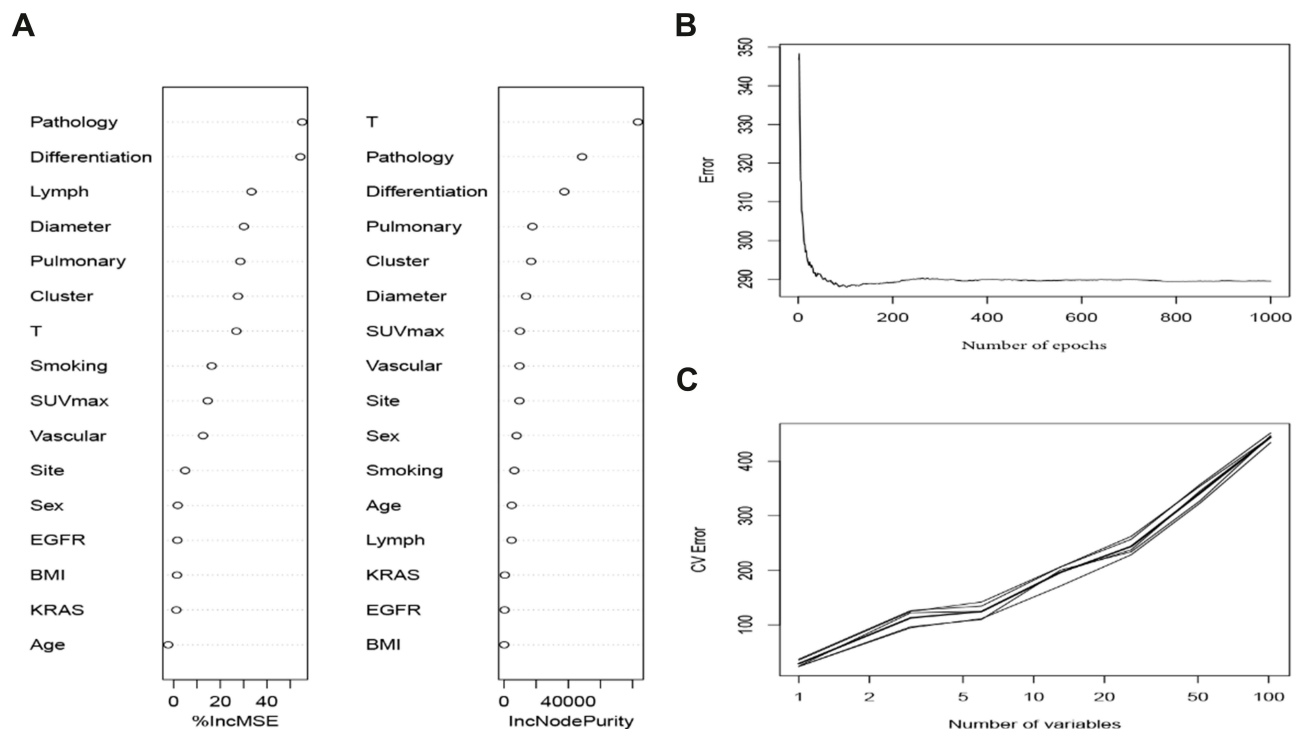 A
Pathology
Differentiation
Lymph
Diameter
Pulmonary
Cluster
T
Smoking
SUVmax
Vascular
Site
Sex
EGFR
BMI
KRAS
Age
0 20 40
%IncMSE
T
Pathology
Differentiation
Pulmonary
Cluster
Diameter
SUVmax
Vascular
Site
Sex
Smoking
Age
Lymph
KRAS
EGFR
BMI
0 40000
IncNodePurity
B
350
340
330
320
310
300
290
Error
0 200 400 600 800 1000
Number of epochs
C
400
300
200
100
CV Error
1 2 5 10 20 50 100
Number of variables